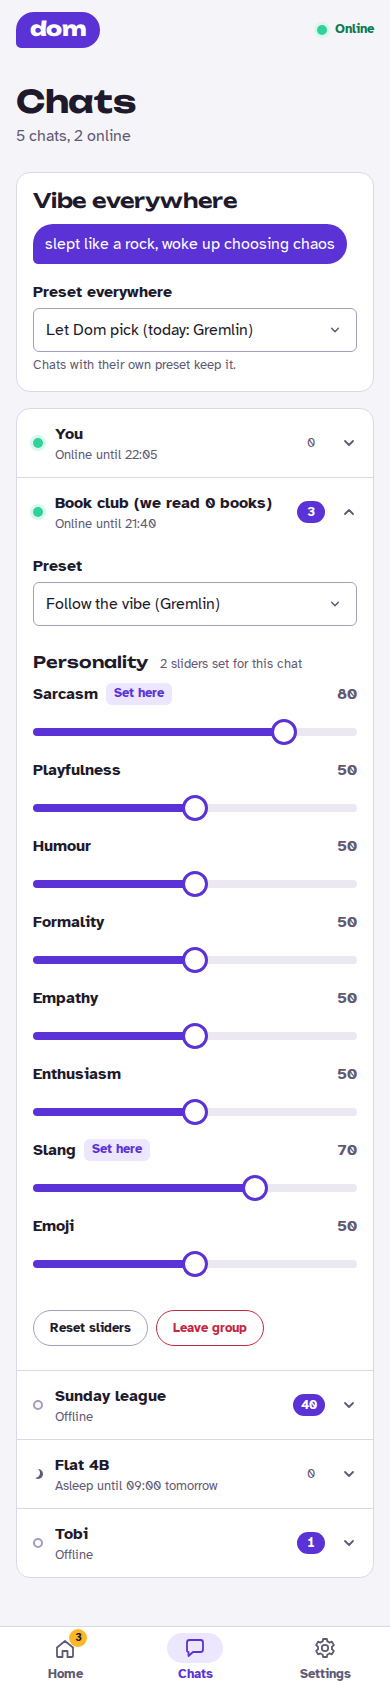 dom
Online
Chats
5 chats, 2 online
Vibe everywhere
slept like a rock, woke up choosing chaos
Preset everywhere
Let Dom pick (today: Gremlin)
Chats with their own preset keep it.
You
Online until 22:05
0
Book club (we read 0 books)
Online until 21:40
3
Preset
Follow the vibe (Gremlin)
Personality 2 sliders set for this chat
Sarcasm Set here 80
Playfulness 50
Humour 50
Formality 50
Empathy 50
Enthusiasm 50
Slang Set here 70
Emoji 50
Reset sliders Leave group
Sunday league
Offline
40
Flat 4B
Asleep until 09:00 tomorrow
0
Tobi
Offline
1
3
Home Chats Settings